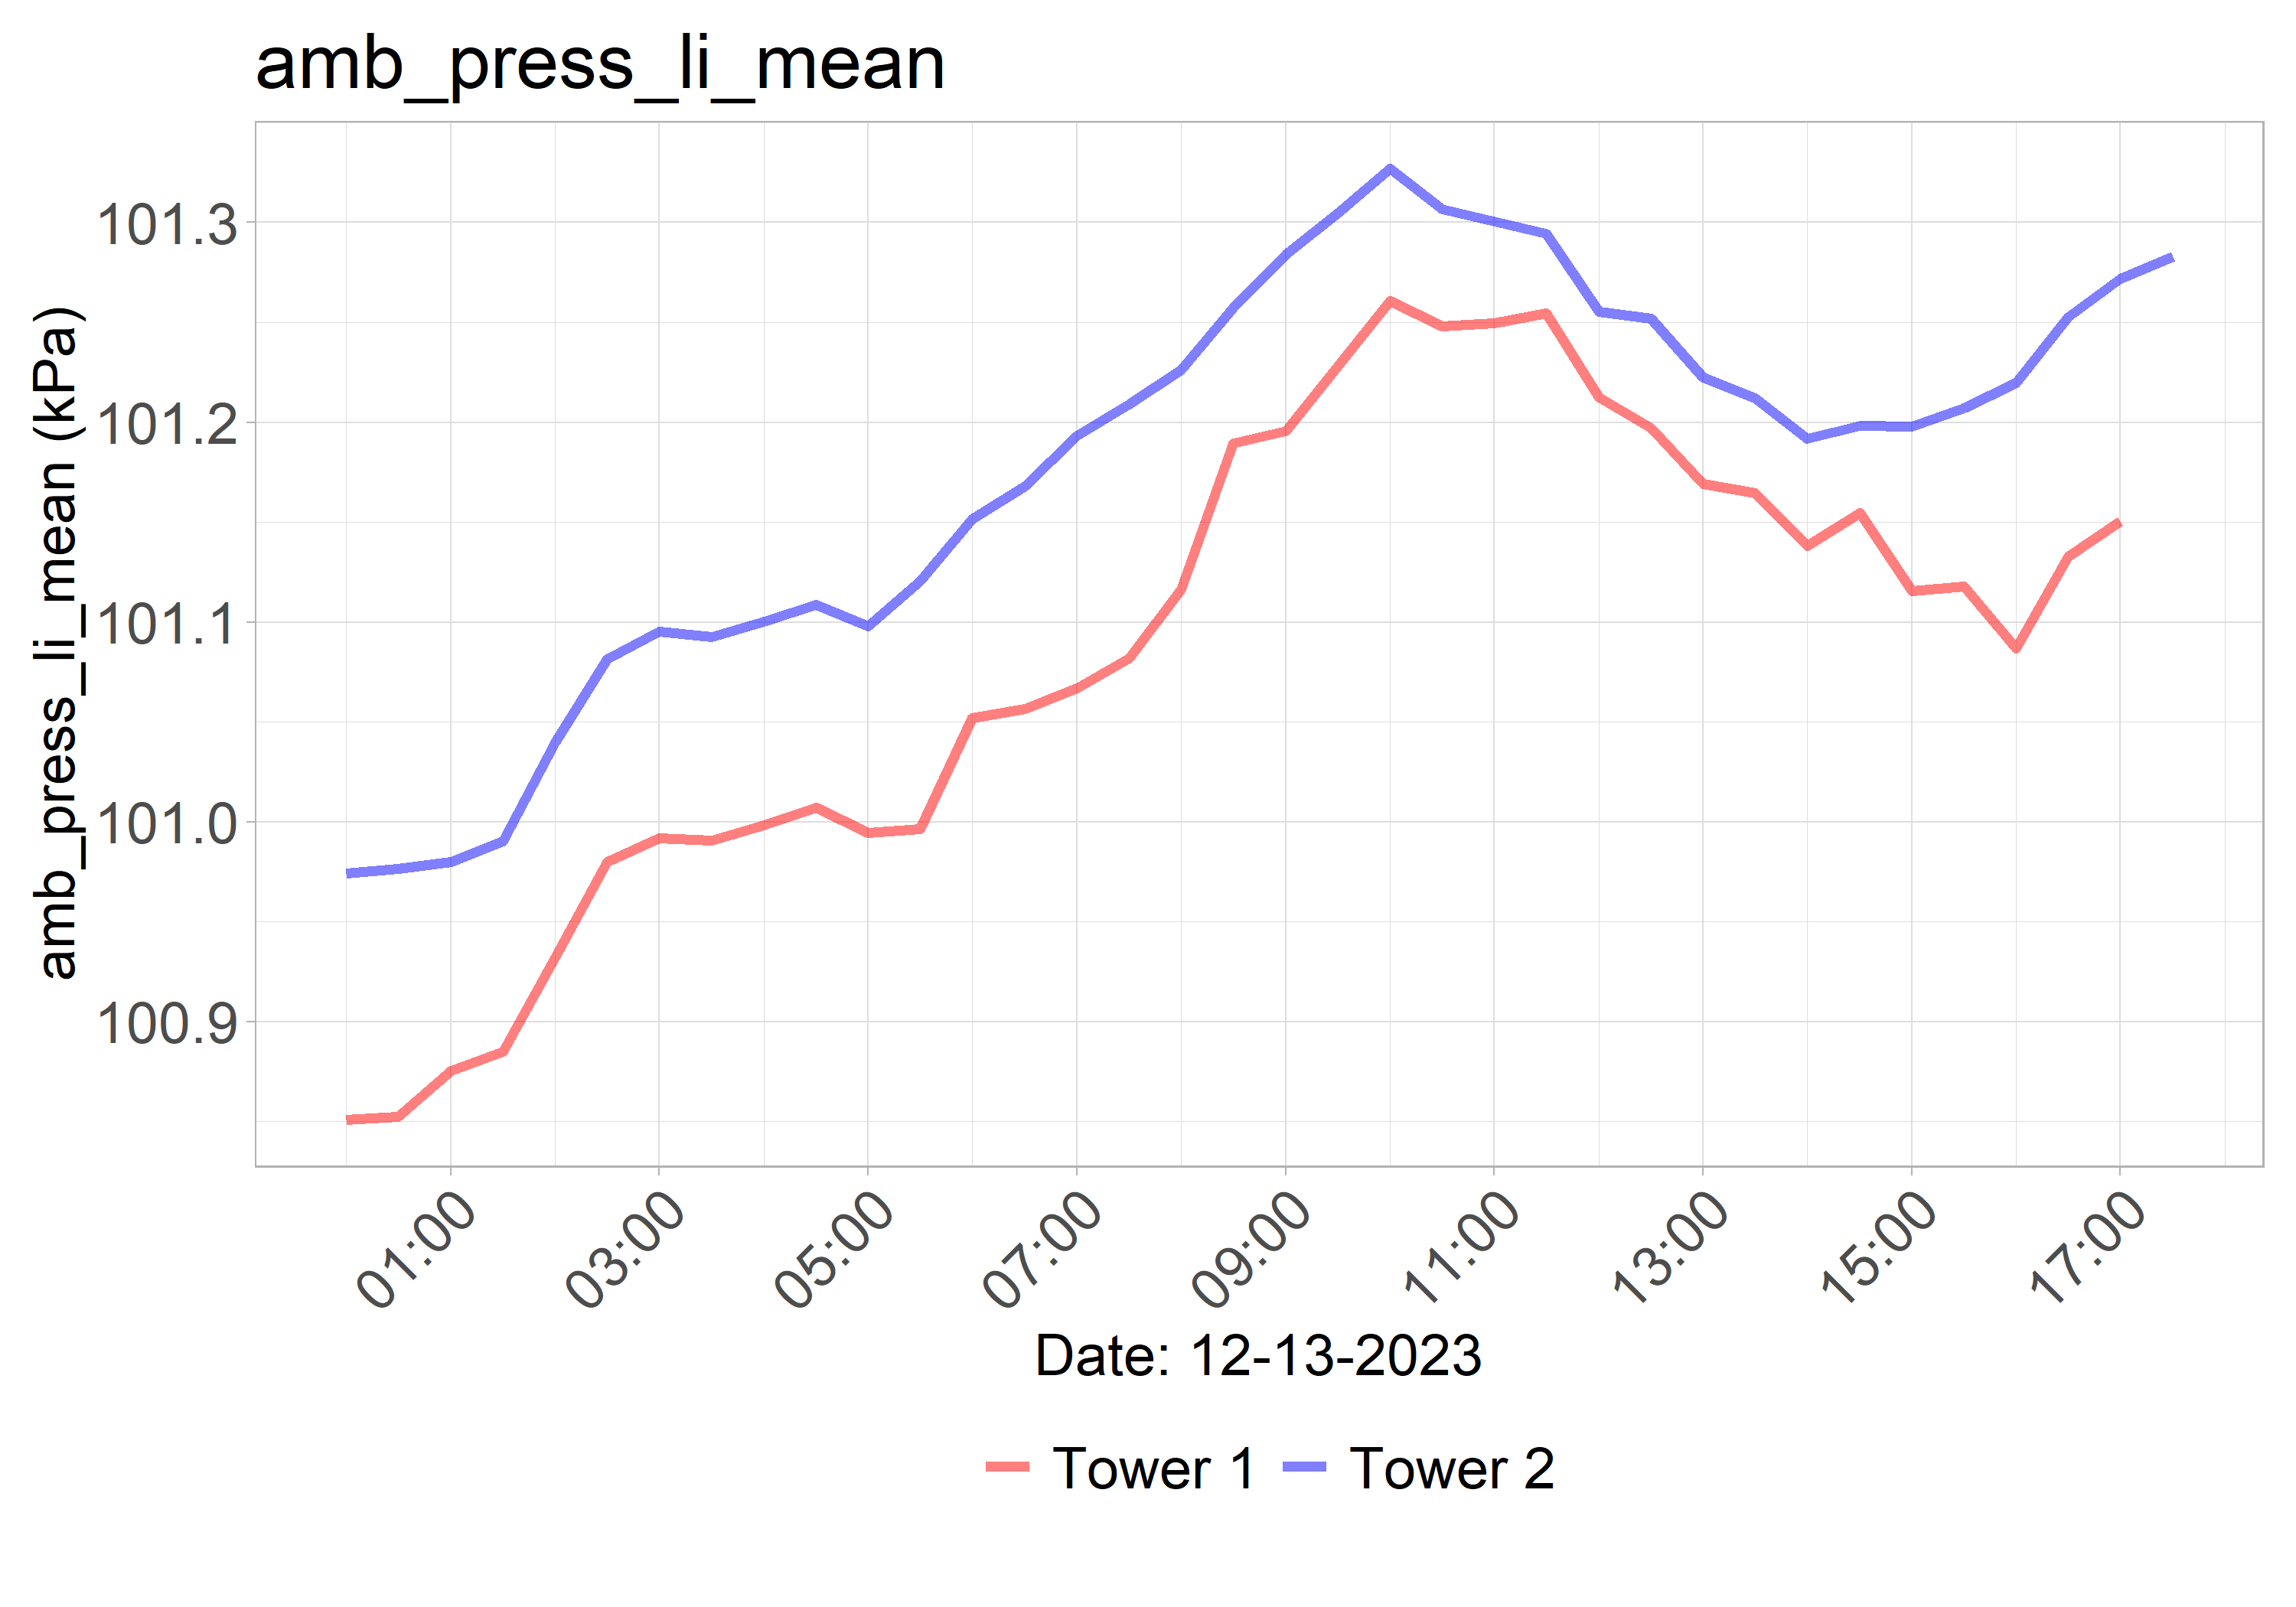 amb_press_li_mean
amb_press_li_mean (kPa)
101.3
101.2
101.1
101.0
100.9
01:00
03:00
05:00
07:00
09:00
11:00
13:00
15:00
17:00
Date: 12-13-2023
Tower 1
Tower 2